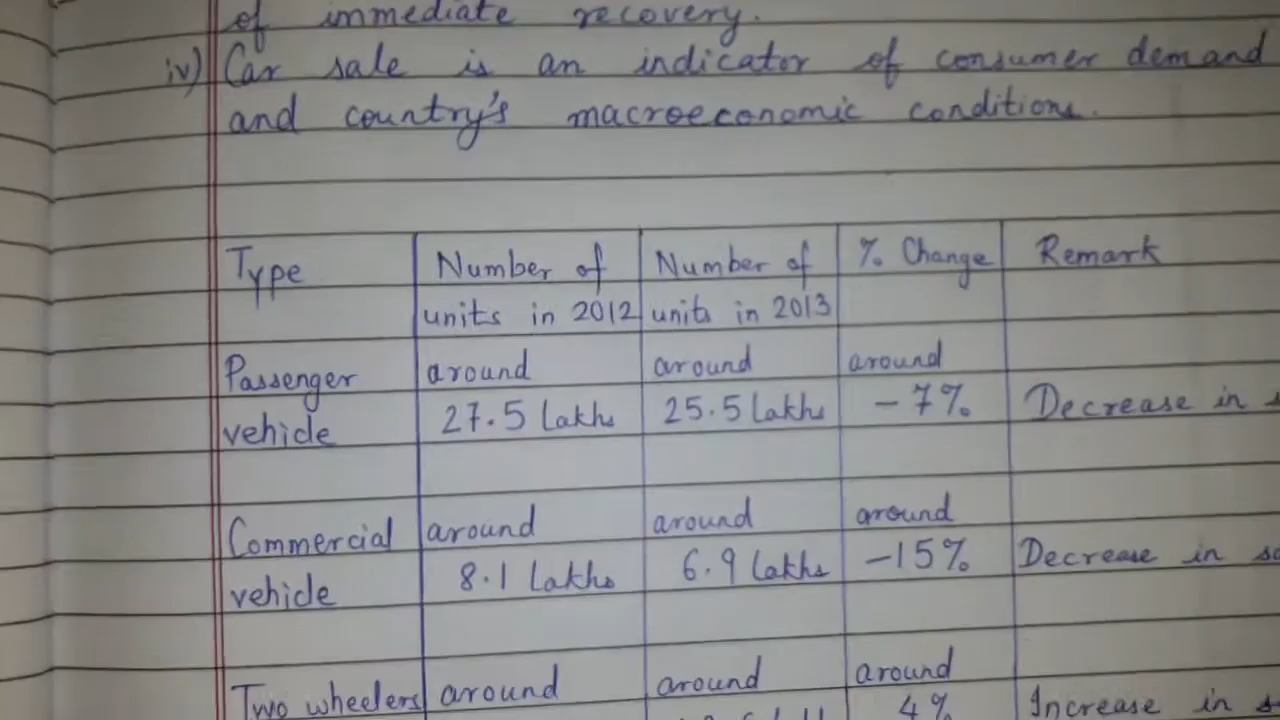 of immediate recovery.
iv) Car sale is an indicator of consumer demand
and country's macroeconomic conditions.
Type Number of Number of % Change Remark
units in 2012 units in 2013
Passenger around around around
vehicle 27.5 Lakhs 25.5 Lakhs -7% Decrease in
Commercial around around around
vehicle 8.1 Lakhs 6.9 Lakhs -15% Decrease in
Two wheelers around around around
4% Increase in